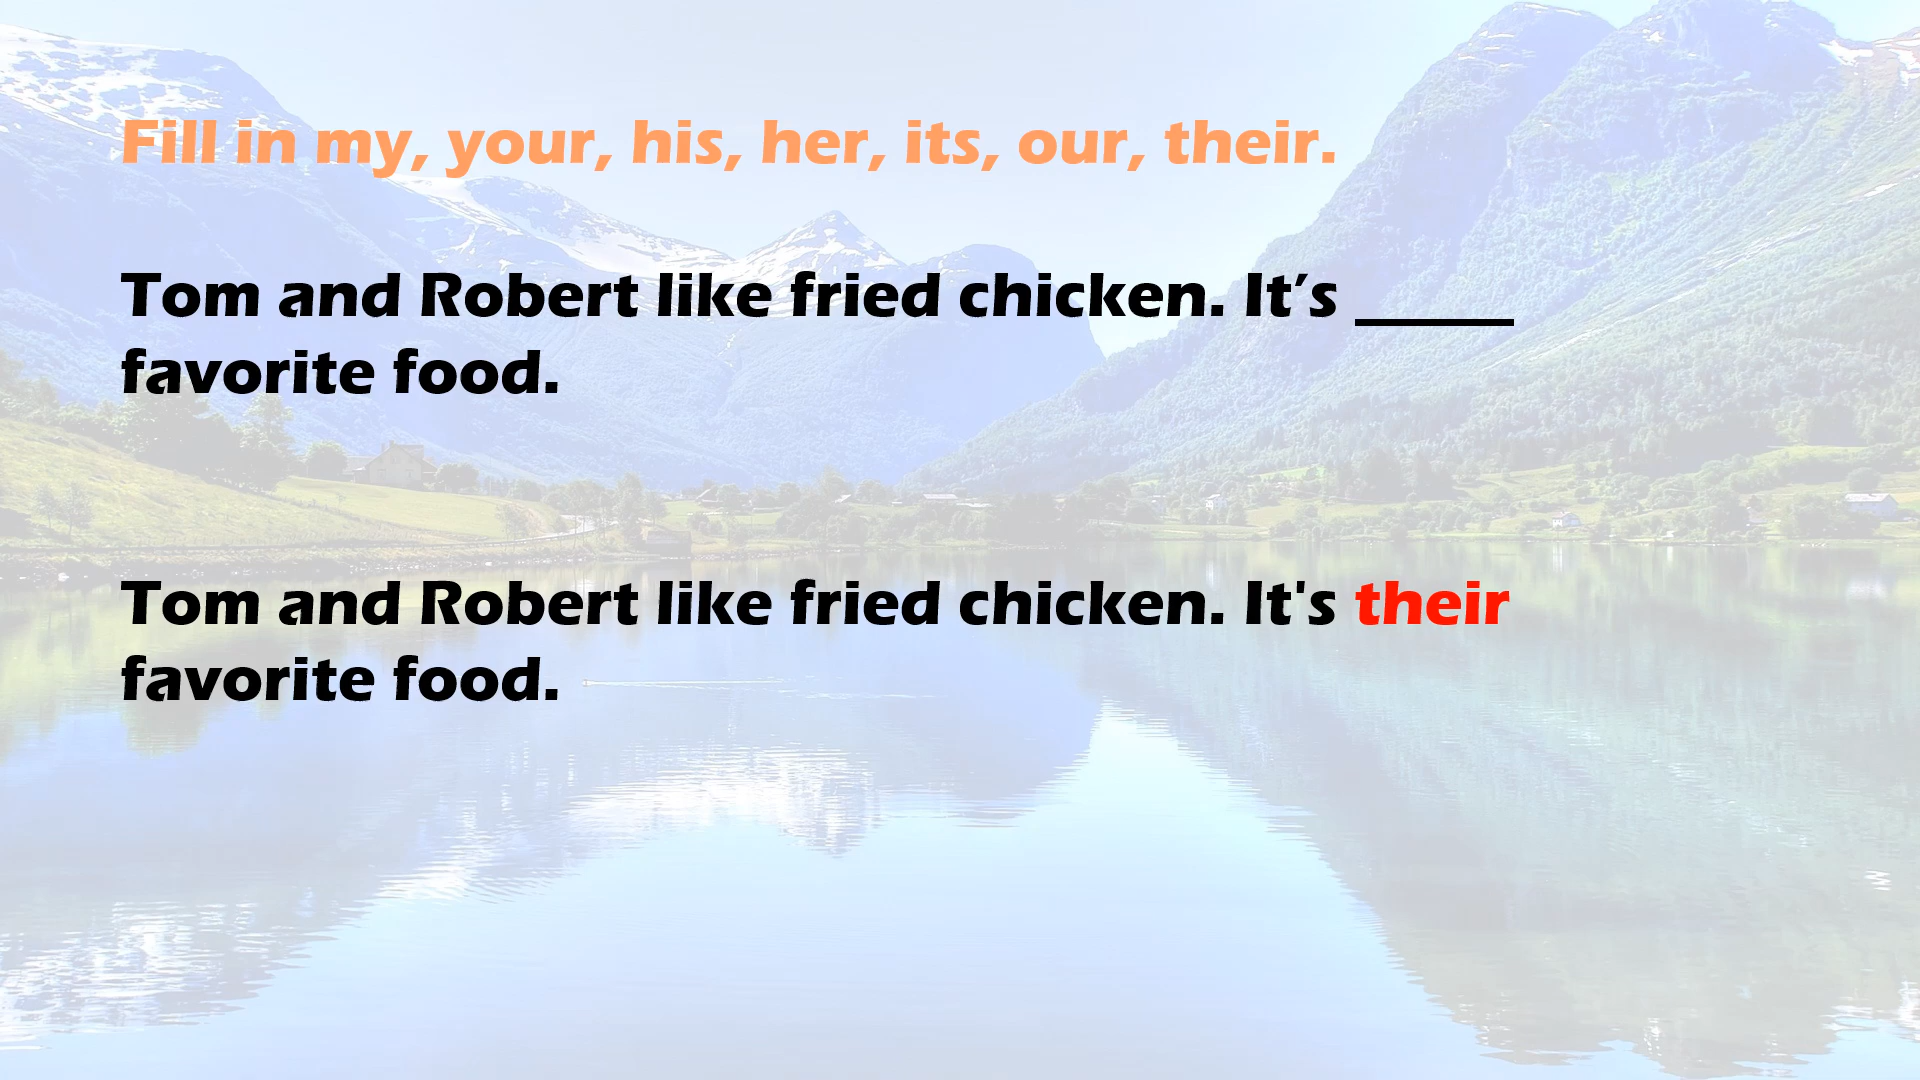 Fill in my, your, his, her, its, our, their.
Tom and Robert like fried chicken. It’s _____
favorite food.
Tom and Robert like fried chicken. It's their
favorite food.